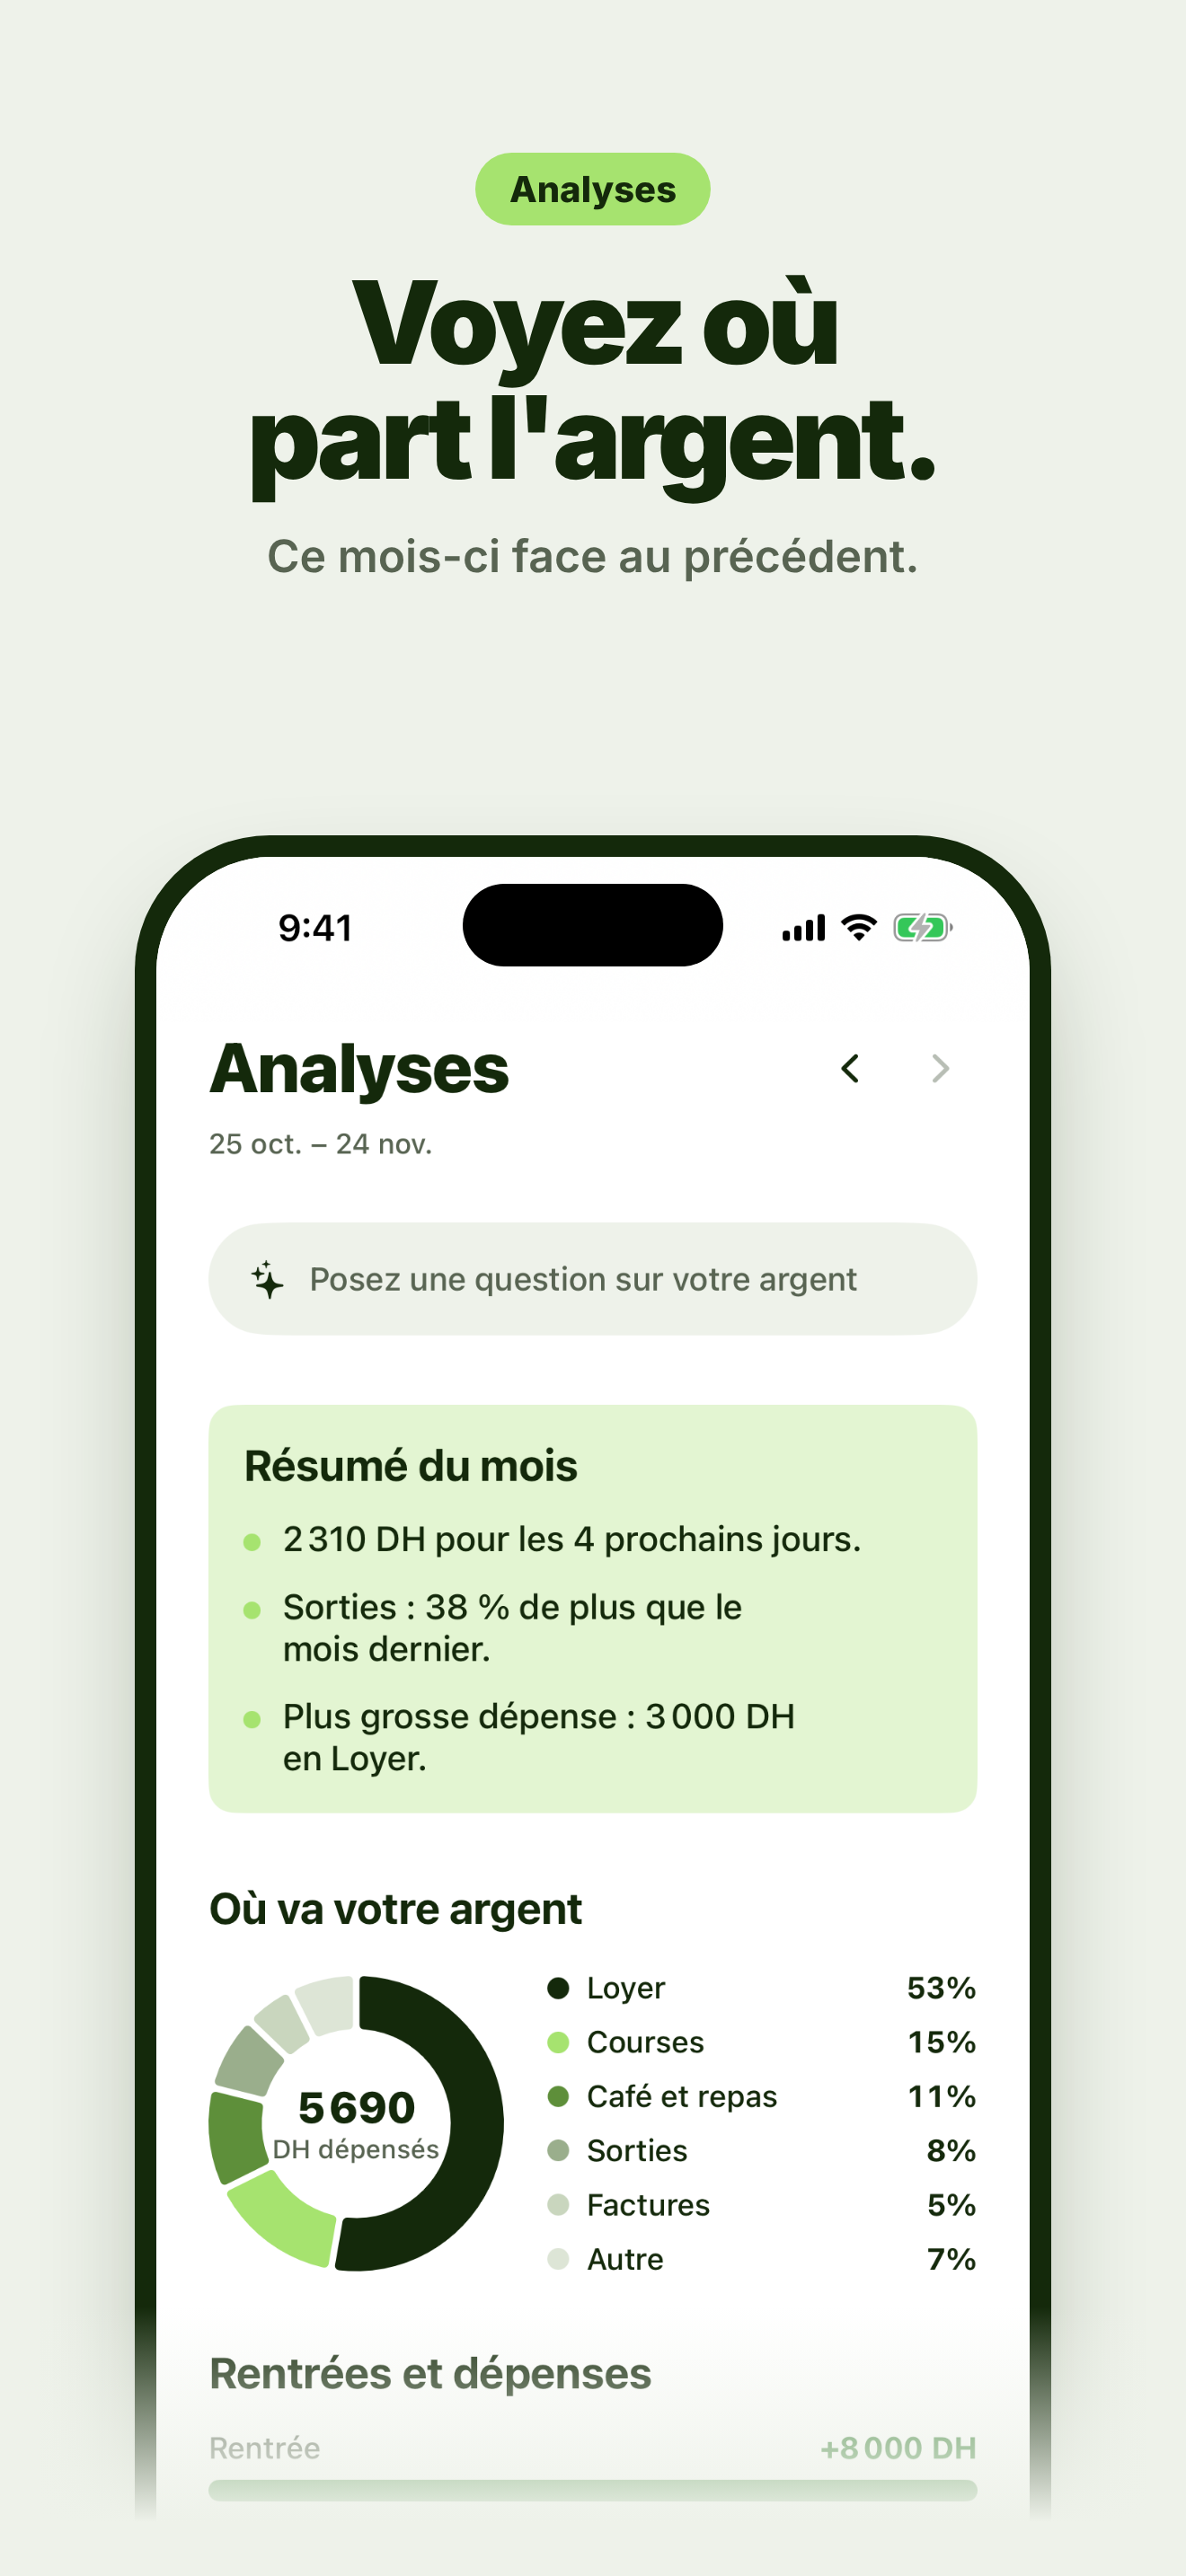 Analyses
Voyez où
part l'argent.
Ce mois-ci face au précédent.
9:41
Analyses
25 oct. – 24 nov.
Posez une question sur votre argent
Résumé du mois
2 310 DH pour les 4 prochains jours.
Sorties : 38 % de plus que le
mois dernier.
Plus grosse dépense : 3 000 DH
en Loyer.
Où va votre argent
5 690
DH dépensés
Loyer 53%
Courses 15%
Café et repas 11%
Sorties 8%
Factures 5%
Autre 7%
Rentrées et dépenses
Rentrée +8 000 DH